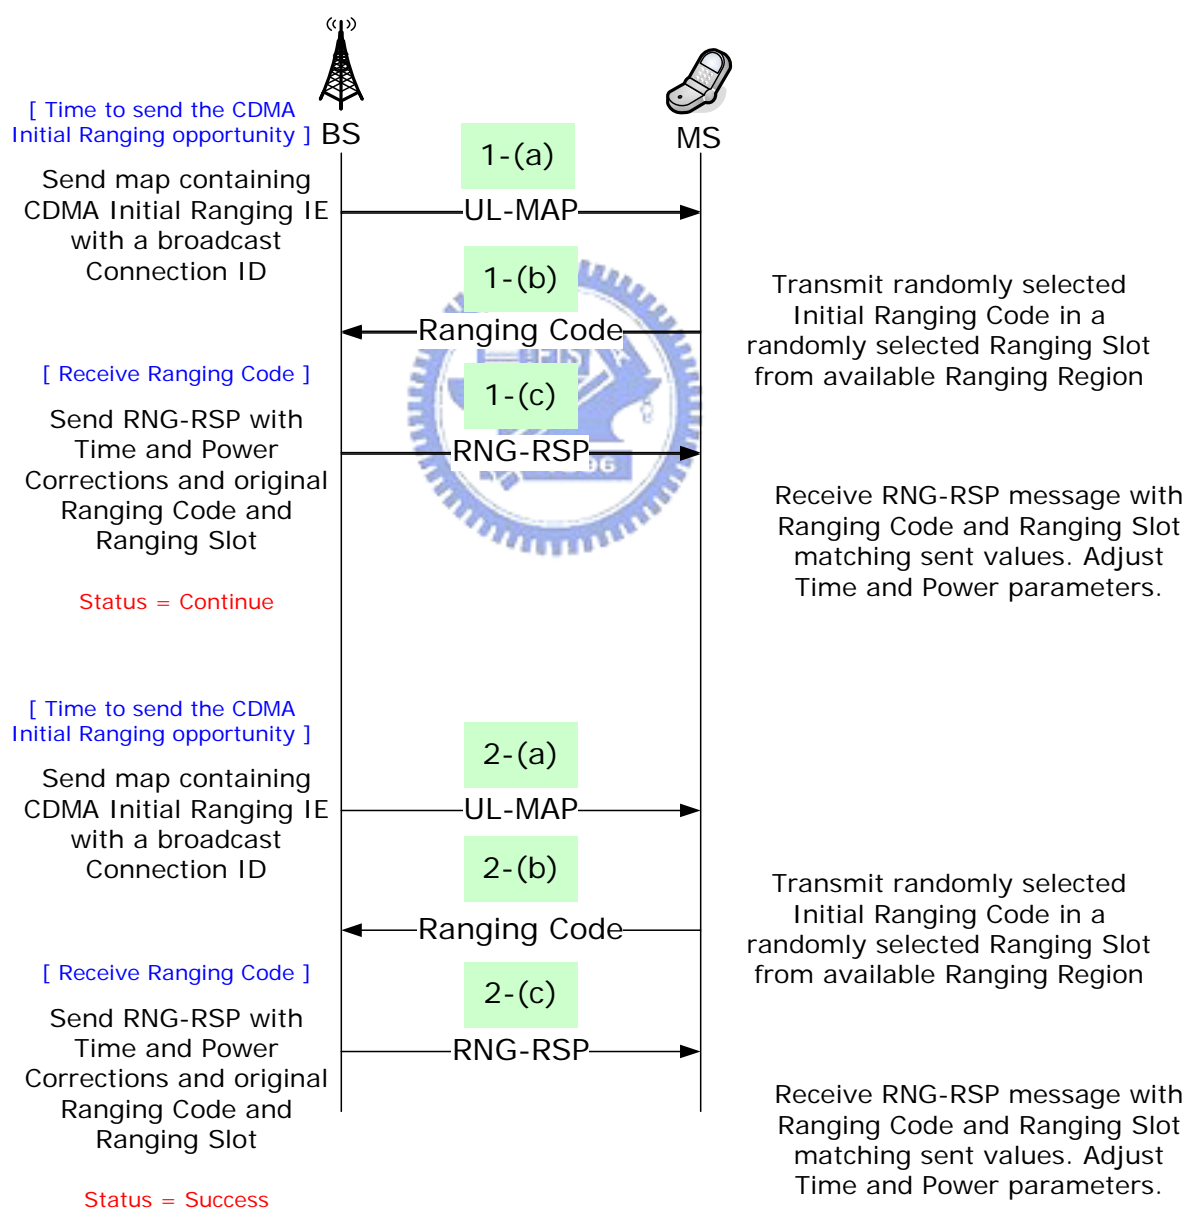 [ Time to send the CDMA
Initial Ranging opportunity ]
BS
MS
1-(a)
Send map containing
CDMA Initial Ranging IE
with a broadcast
Connection ID
UL-MAP
1-(b)
Ranging Code
Transmit randomly selected
Initial Ranging Code in a
randomly selected Ranging Slot
from available Ranging Region
[ Receive Ranging Code ]
1-(c)
Send RNG-RSP with
Time and Power
Corrections and original
Ranging Code and
Ranging Slot
RNG-RSP
Receive RNG-RSP message with
Ranging Code and Ranging Slot
matching sent values. Adjust
Time and Power parameters.
Status = Continue
[ Time to send the CDMA
Initial Ranging opportunity ]
2-(a)
Send map containing
CDMA Initial Ranging IE
with a broadcast
Connection ID
UL-MAP
2-(b)
Ranging Code
Transmit randomly selected
Initial Ranging Code in a
randomly selected Ranging Slot
from available Ranging Region
[ Receive Ranging Code ]
2-(c)
Send RNG-RSP with
Time and Power
Corrections and original
Ranging Code and
Ranging Slot
RNG-RSP
Receive RNG-RSP message with
Ranging Code and Ranging Slot
matching sent values. Adjust
Time and Power parameters.
Status = Success